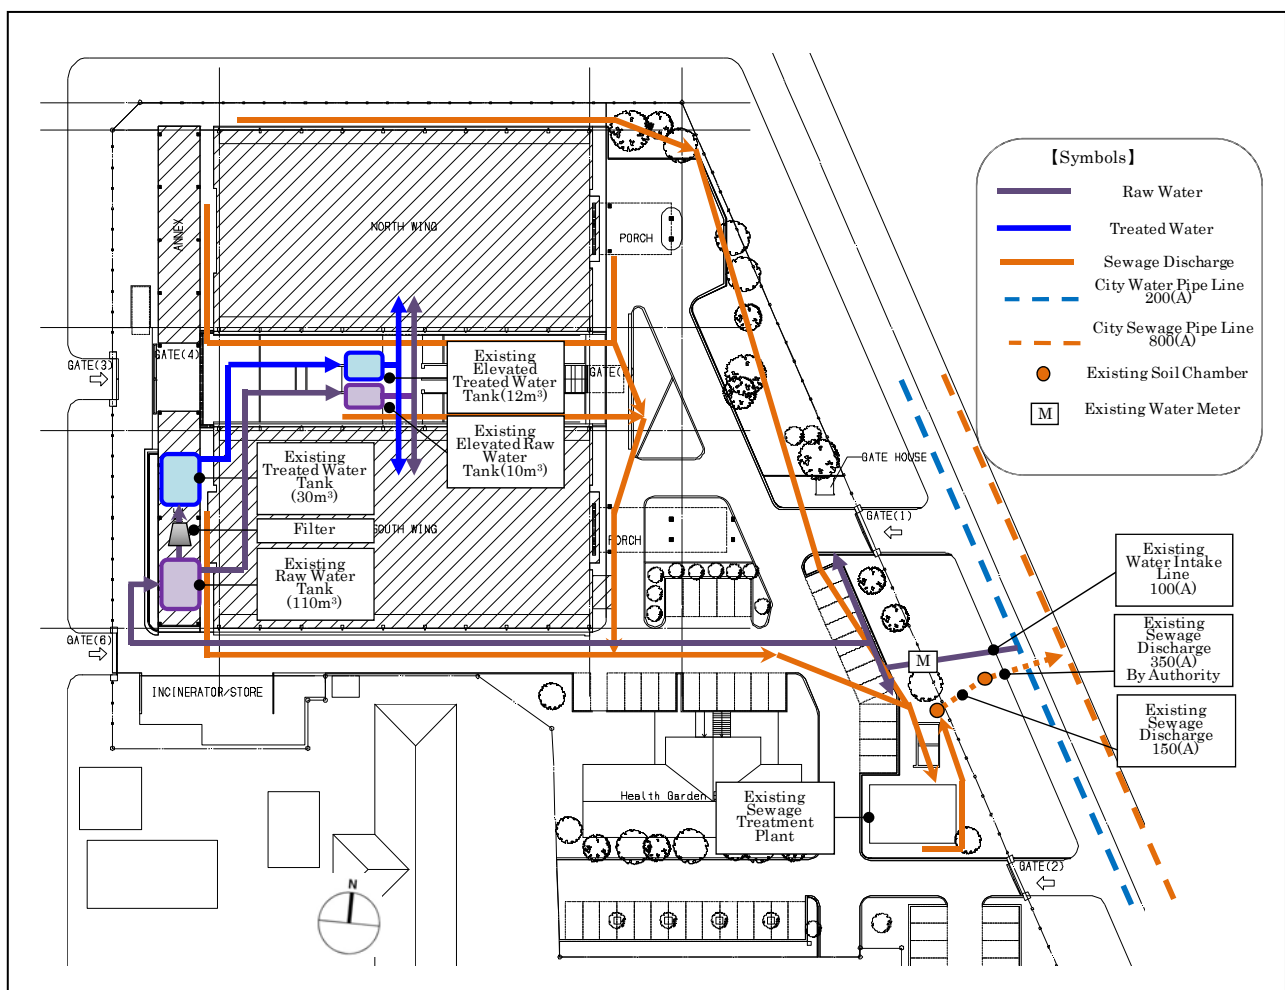 【Symbols】
Raw Water
Treated Water
Sewage Discharge
City Water Pipe Line
200(A)
City Sewage Pipe Line
800(A)
Existing Soil Chamber
M
Existing Water Meter
ANNEX
NORTH WING
PORCH
GATE(3)
GATE(4)
Existing
Elevated
Treated Water
Tank(12m³)
GATE(
Existing
Elevated Raw
Water
Tank(10m³)
Existing
Treated Water
Tank
(30m³)
Filter
OUTH WING
Existing
Raw Water
Tank
(110m³)
PORCH
GATE HOUSE
GATE(1)
Existing
Water Intake
Line
100(A)
Existing
Sewage
Discharge
350(A)
By Authority
Existing
Sewage
Discharge
150(A)
M
GATE(6)
INCINERATOR/STORE
Health Garden
Existing
Sewage
Treatment
Plant
GATE(2)
N